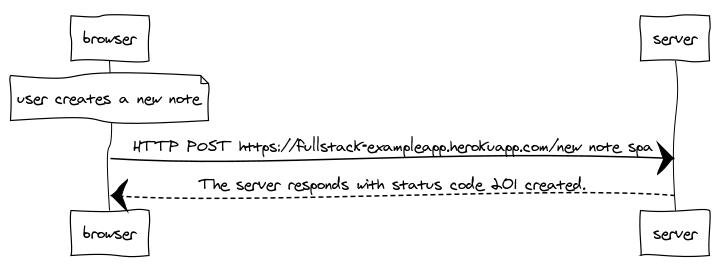 browser
server
user creates a new note
HTTP POST https://fullstack-exampleapp.herokuapp.com/new note spa
The server responds with status code 201 created.
browser
server